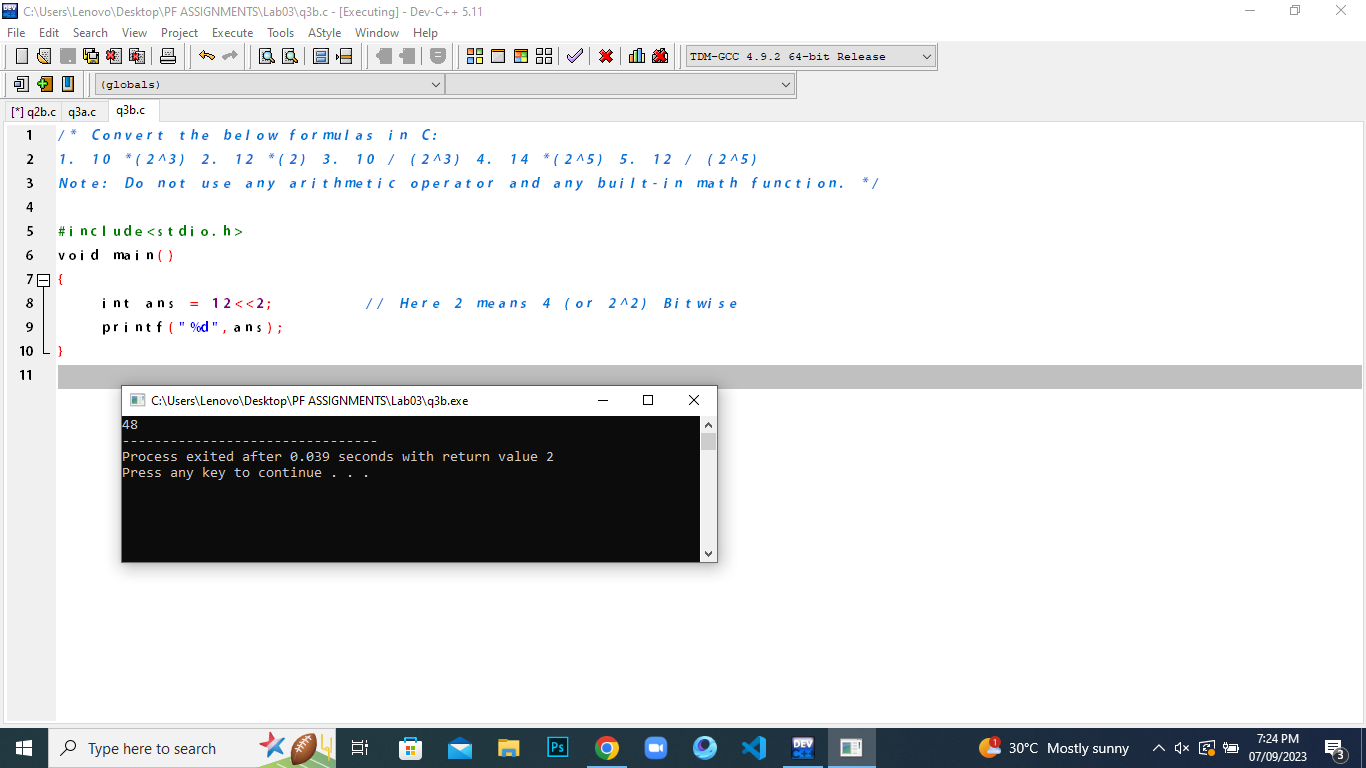 C:\Users\Lenovo\Desktop\PF ASSIGNMENTS\Lab03\q3b.c - [Executing] - Dev-C++ 5.11
File Edit Search View Project Execute Tools AStyle Window Help
TDM-GCC 4.9.2 64-bit Release
(globals)
[*] q2b.c q3a.c q3b.c
1 /* Convert the below formulas in C:
2 1. 10 *(2^3) 2. 12 *(2) 3. 10 / (2^3) 4. 14 *(2^5) 5. 12 / (2^5)
3 Note: Do not use any arithmetic operator and any built-in math function. */
4
5 #include<stdio.h>
6 void main()
7 {
8 int ans = 12<<2; // Here 2 means 4 (or 2^2) Bitwise
9 printf("%d",ans);
10 }
11
C:\Users\Lenovo\Desktop\PF ASSIGNMENTS\Lab03\q3b.exe
48
--------------------------------
Process exited after 0.039 seconds with return value 2
Press any key to continue . . .
Type here to search
Ps
DEV
1
30°C Mostly sunny
7:24 PM
07/09/2023
3